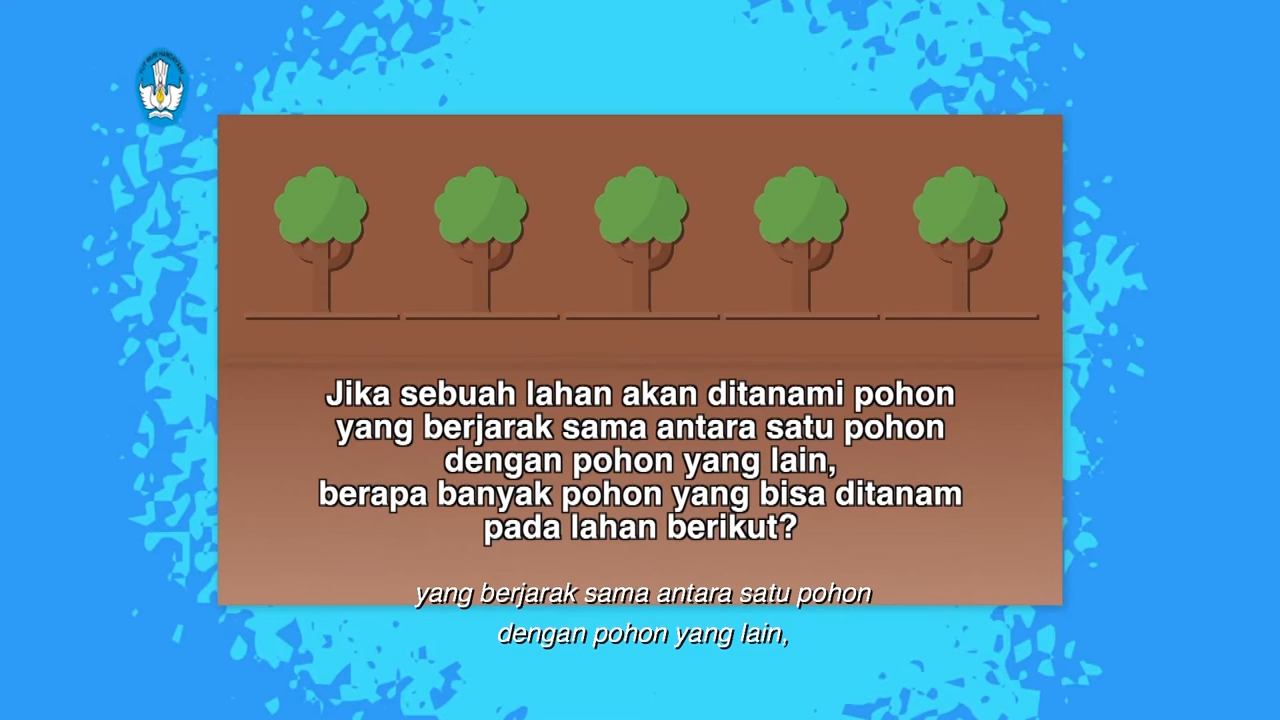 Jika sebuah lahan akan ditanami pohon
yang berjarak sama antara satu pohon
dengan pohon yang lain,
berapa banyak pohon yang bisa ditanam
pada lahan berikut?
yang berjarak sama antara satu pohon
dengan pohon yang lain,